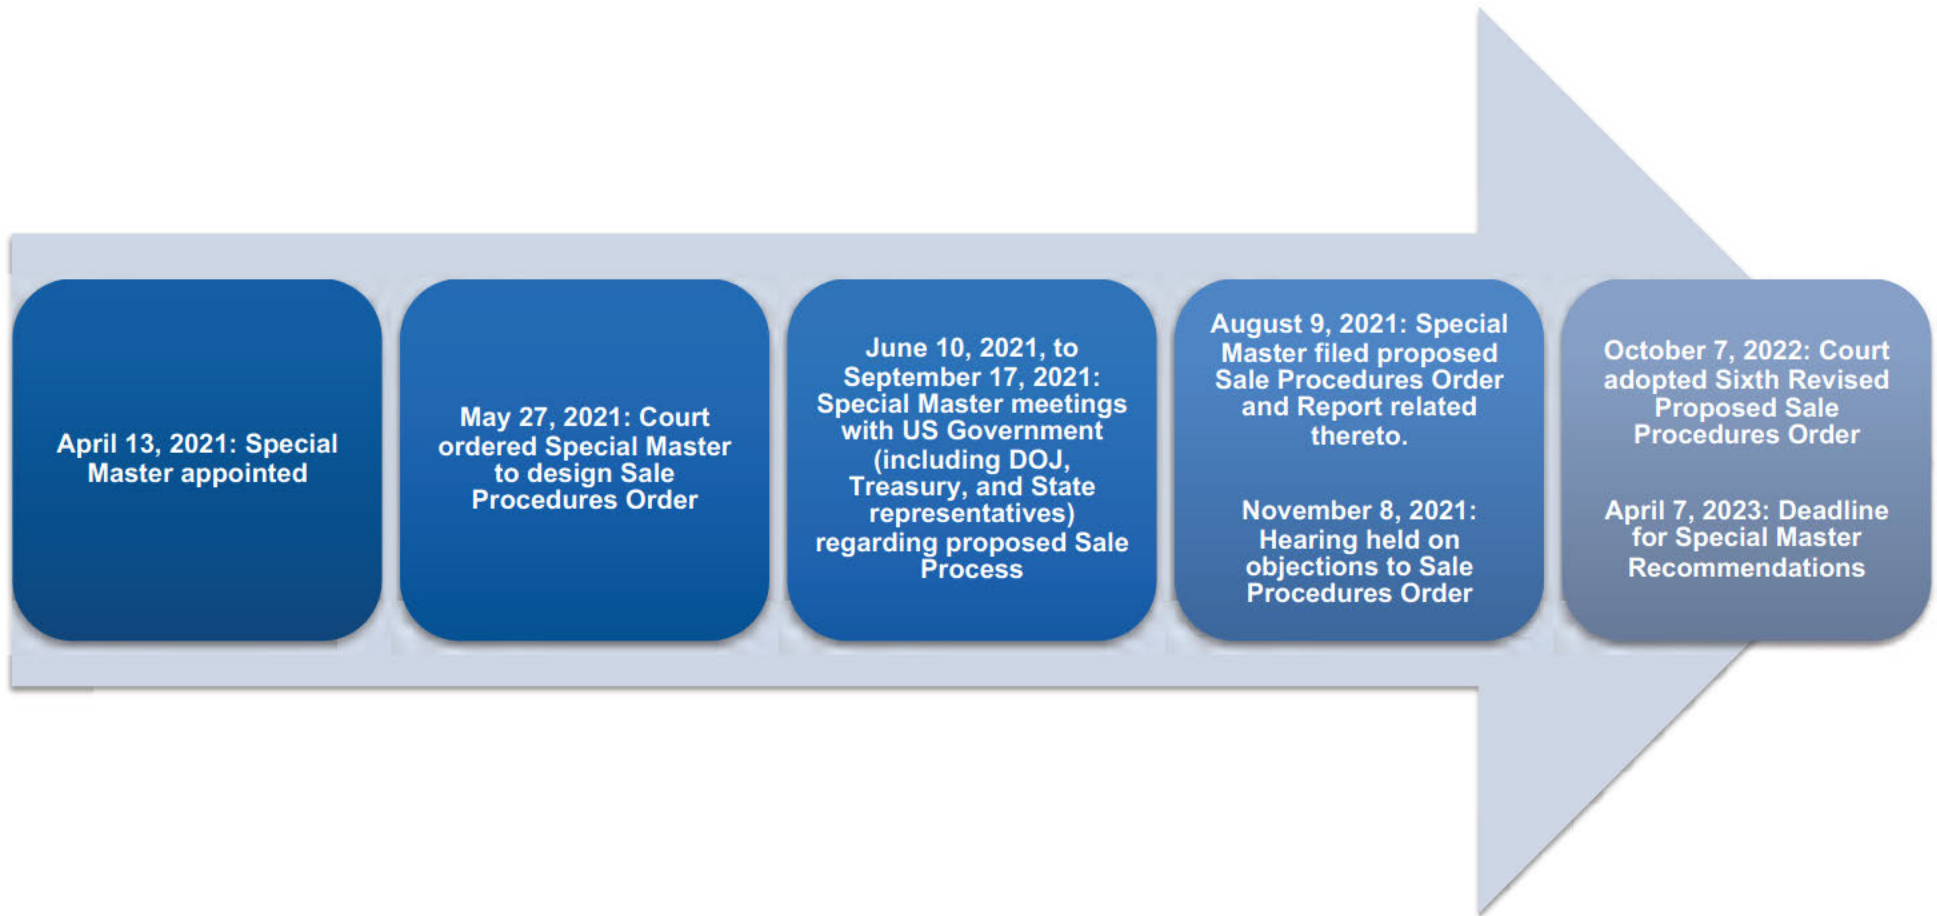 April 13, 2021: Special
Master appointed
May 27, 2021: Court
ordered Special Master
to design Sale
Procedures Order
June 10, 2021, to
September 17, 2021:
Special Master meetings
with US Government
(including DOJ,
Treasury, and State
representatives)
regarding proposed Sale
Process
August 9, 2021: Special
Master filed proposed
Sale Procedures Order
and Report related
thereto.
November 8, 2021:
Hearing held on
objections to Sale
Procedures Order
October 7, 2022: Court
adopted Sixth Revised
Proposed Sale
Procedures Order
April 7, 2023: Deadline
for Special Master
Recommendations